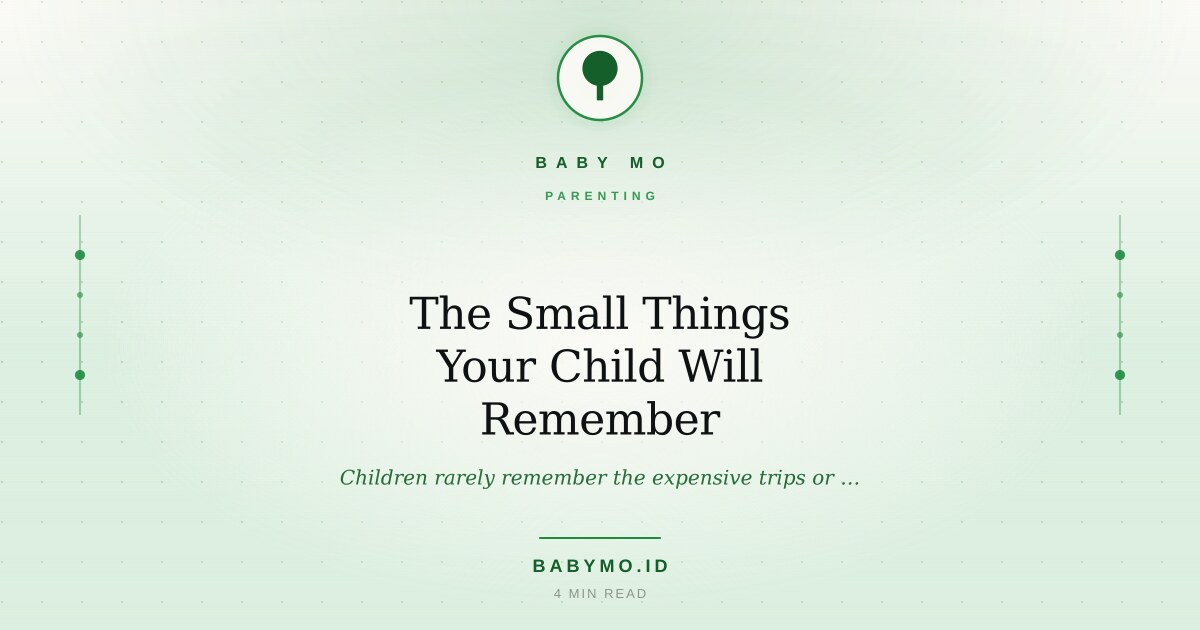 BABY MO
PARENTING
The Small Things
Your Child Will
Remember
Children rarely remember the expensive trips or ...
BABYMO.ID
4 MIN READ